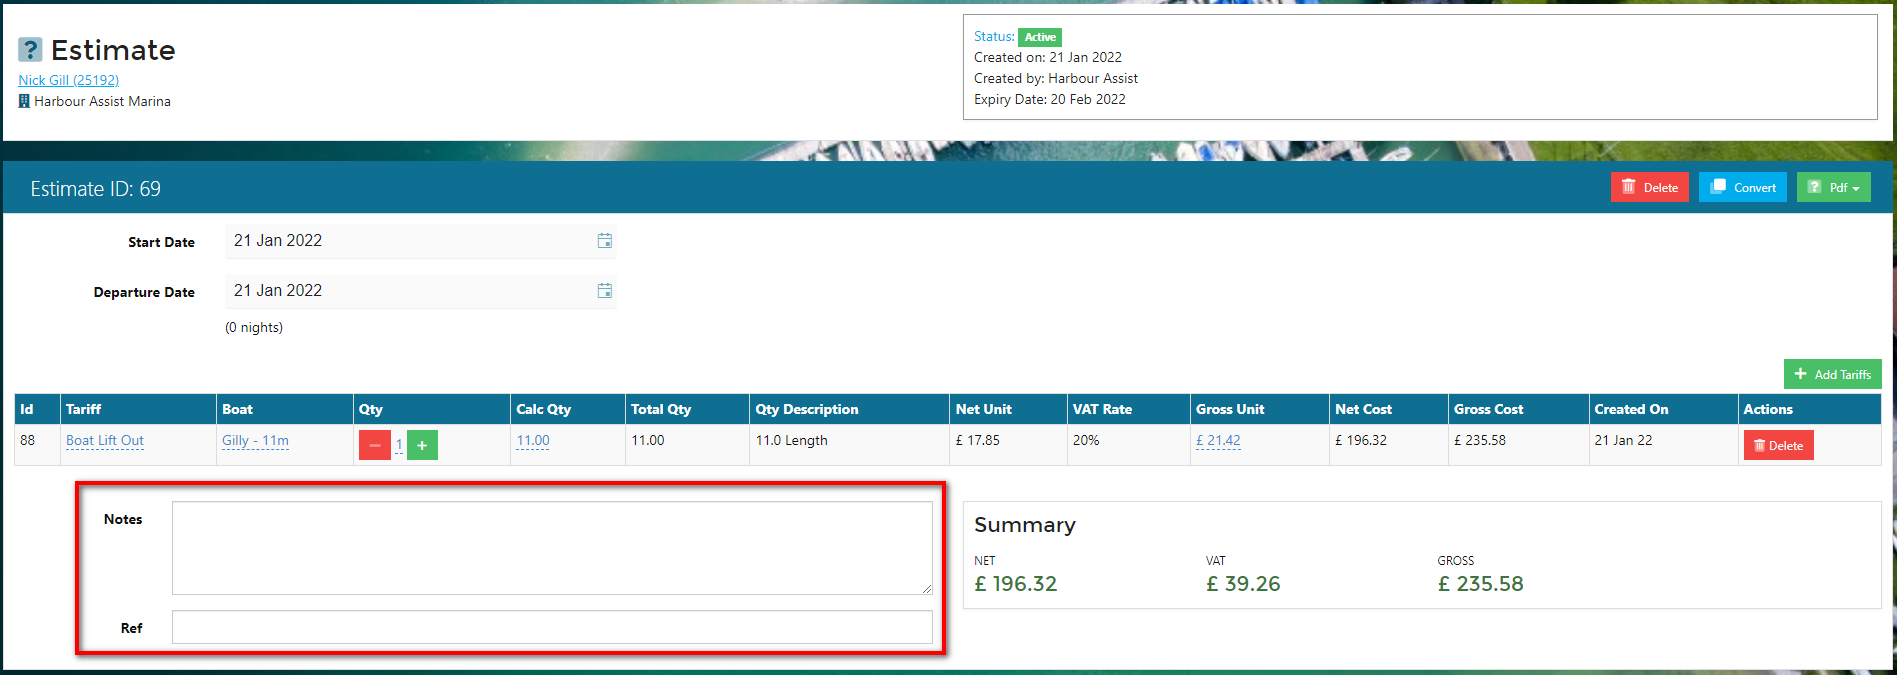 Estimate
Nick Gill (25192)
Harbour Assist Marina
Status: Active
Created on: 21 Jan 2022
Created by: Harbour Assist
Expiry Date: 20 Feb 2022
Estimate ID: 69
Delete Convert Pdf
Start Date 21 Jan 2022
Departure Date 21 Jan 2022
(0 nights)
+ Add Tariffs
Id Tariff Boat Qty Calc Qty Total Qty Qty Description Net Unit VAT Rate Gross Unit Net Cost Gross Cost Created On Actions
88 Boat Lift Out Gilly - 11m − 1 + 11.00 11.00 11.0 Length £ 17.85 20% £ 21.42 £ 196.32 £ 235.58 21 Jan 22 Delete
Notes
Ref
Summary
NET VAT GROSS
£ 196.32 £ 39.26 £ 235.58